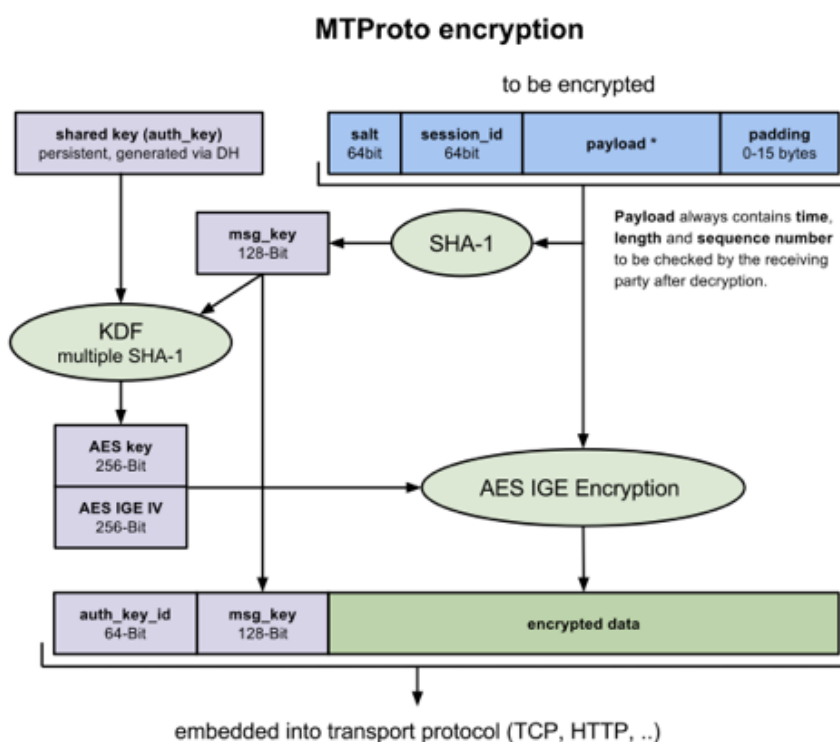 MTProto encryption
to be encrypted
shared key (auth_key)
persistent, generated via DH
salt
64bit
session_id
64bit
payload *
padding
0-15 bytes
Payload always contains time,
length and sequence number
to be checked by the receiving
party after decryption.
SHA-1
msg_key
128-Bit
KDF
multiple SHA-1
AES key
256-Bit
AES IGE IV
256-Bit
AES IGE Encryption
auth_key_id
64-Bit
msg_key
128-Bit
encrypted data
embedded into transport protocol (TCP, HTTP, ..)